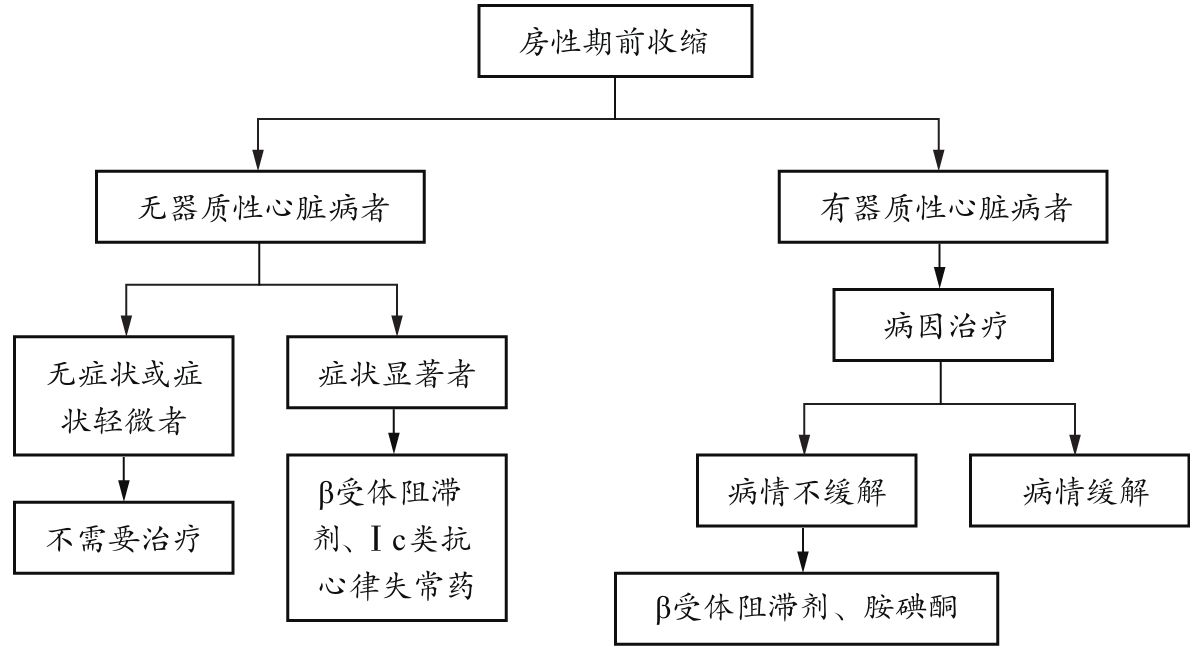 房性期前收缩
无器质性心脏病者
有器质性心脏病者
病因治疗
无症状或症
状轻微者
症状显著者
不需要治疗
β受体阻滞
剂、Ⅰc类抗
心律失常药
病情不缓解
病情缓解
β受体阻滞剂、胺碘酮